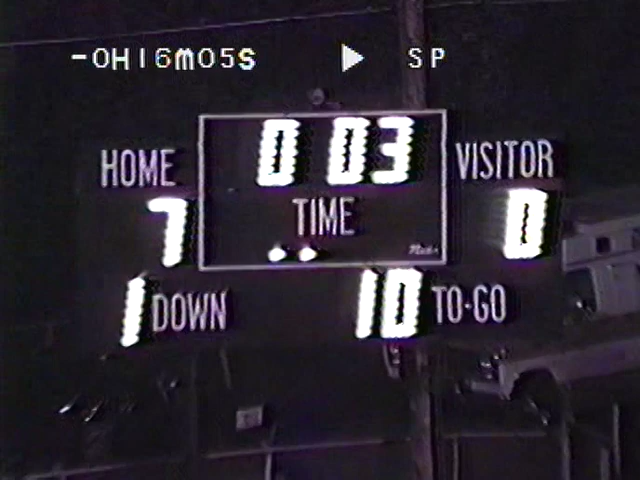 -0H16M05S ▶ SP
0 03
HOME TIME VISITOR
7 0
1 DOWN 10 TO-GO